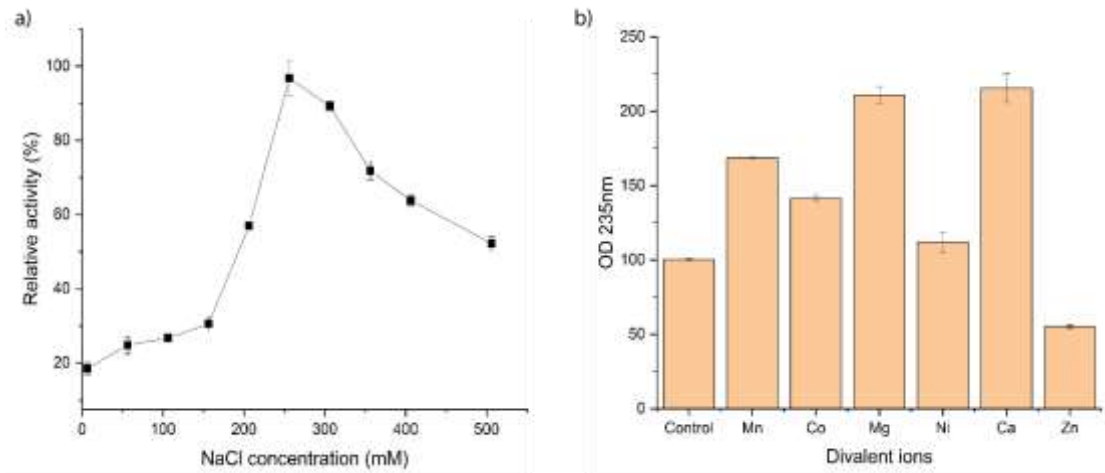 a)
Relative activity (%)
100
80
60
40
20
0 100 200 300 400 500
NaCl concentration (mM)
b)
OD 235nm
250
200
150
100
50
0
Control Mn Co Mg Ni Ca Zn
Divalent ions